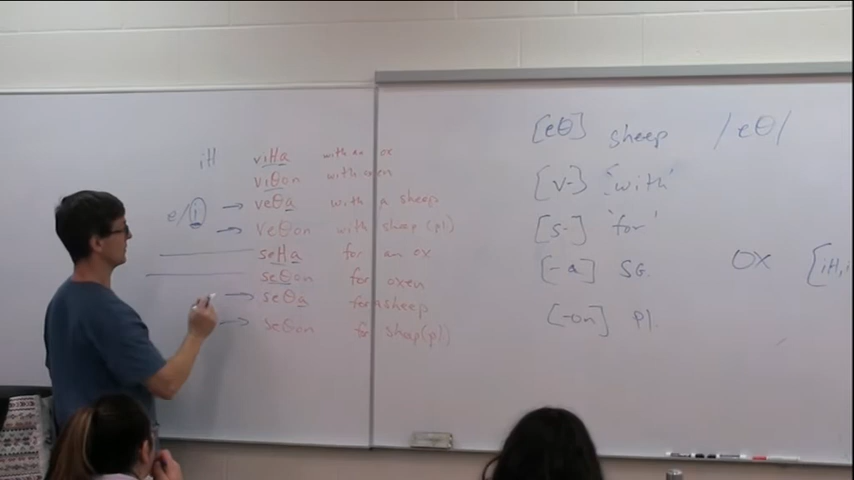 iH
viHa with an ox
viθon with oxen
e/i → veθa with a sheep
→ veθon with sheep (pl)
seHa for an ox
seθon for oxen
→ seθa for a sheep
→ seθon for sheep (pl)
[eθ] sheep /eθ/
[v-] 'with'
[s-] 'for'
[-a] SG.
[-on] pl.
OX [iH, i